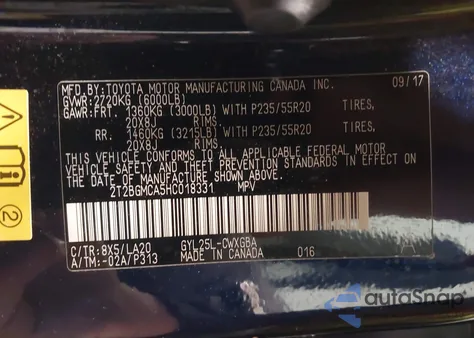 MFD.BY:TOYOTA MOTOR MANUFACTURING CANADA INC. 09/17
GVWR:2720KG (6000LB)
GAWR:FRT. 1360KG (3000LB) WITH P235/55R20 TIRES,
20X8J RIMS.
RR. 1460KG (3215LB) WITH P235/55R20 TIRES,
20X8J RIMS.
THIS VEHICLE CONFORMS TO ALL APPLICABLE FEDERAL MOTOR
VEHICLE SAFETY, AND THEFT PREVENTION STANDARDS IN
EFFECT ON THE DATE OF MANUFACTURE SHOWN ABOVE.
2T2BGMCA5HC018331 MPV
C/TR:8X5/LA20 GYL25L-CWXGBA
A/TM:-02A/P313 MADE IN CANADA 016
2
autoSnap